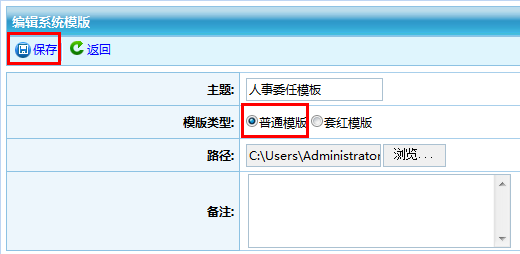 编辑系统模版
保存 返回
主题: 人事委任模板
模版类型: 普通模版 套红模版
路径: C:\Users\Administrator 浏览...
备注: